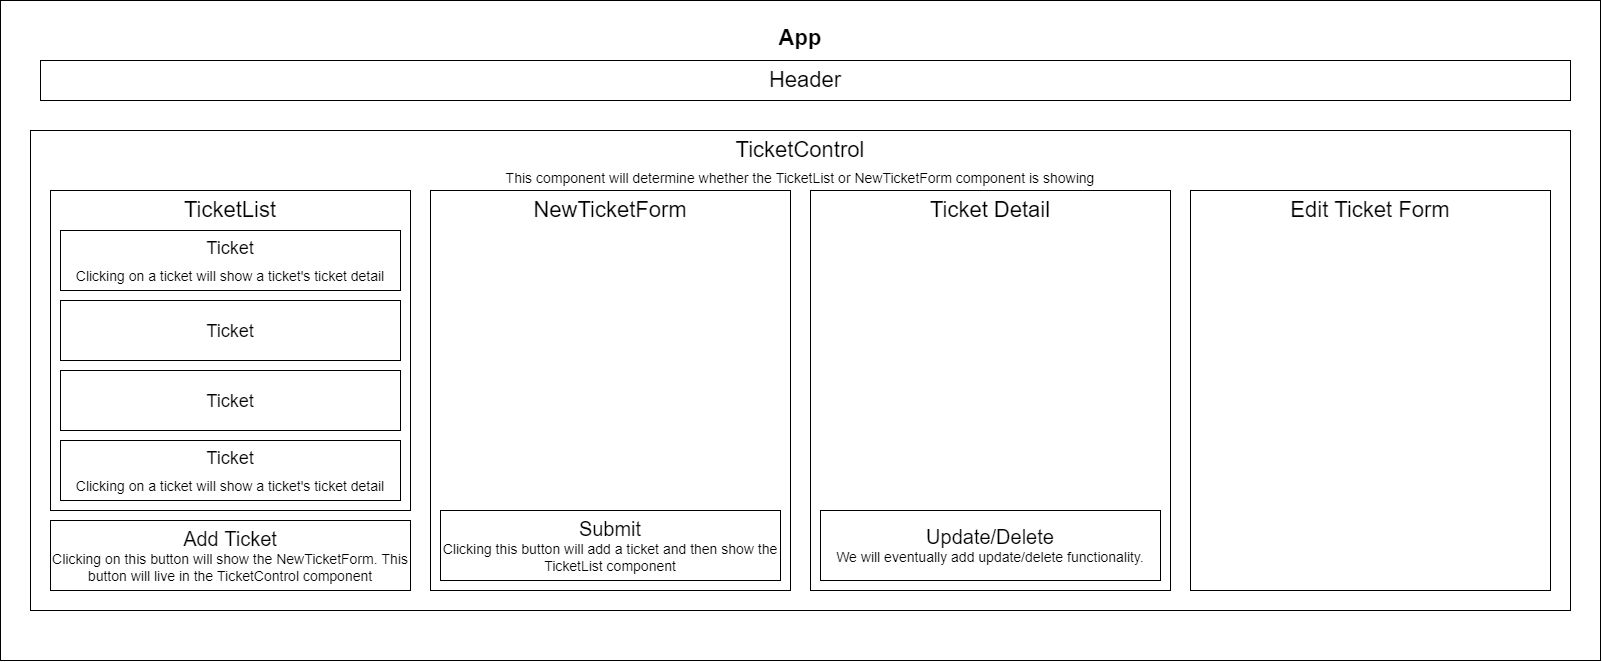 App
Header
TicketControl
This component will determine whether the TicketList or NewTicketForm component is showing
TicketList
Ticket
Clicking on a ticket will show a ticket's ticket detail
Ticket
Ticket
Ticket
Clicking on a ticket will show a ticket's ticket detail
Add Ticket
Clicking on this button will show the NewTicketForm. This
button will live in the TicketControl component
NewTicketForm
Submit
Clicking this button will add a ticket and then show the
TicketList component
Ticket Detail
Update/Delete
We will eventually add update/delete functionality.
Edit Ticket Form